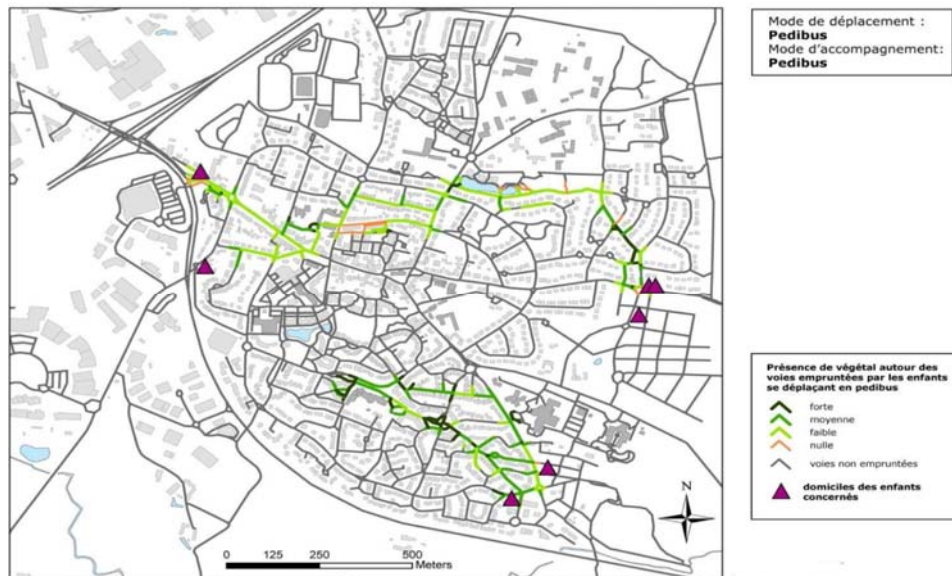 Mode de déplacement :
Pedibus
Mode d'accompagnement:
Pedibus
Présence de végétal autour des
voies empruntées par les enfants
se déplaçant en pedibus
forte
moyenne
faible
nulle
voies non empruntées
domiciles des enfants
concernés
N
0 125 250 500
Meters